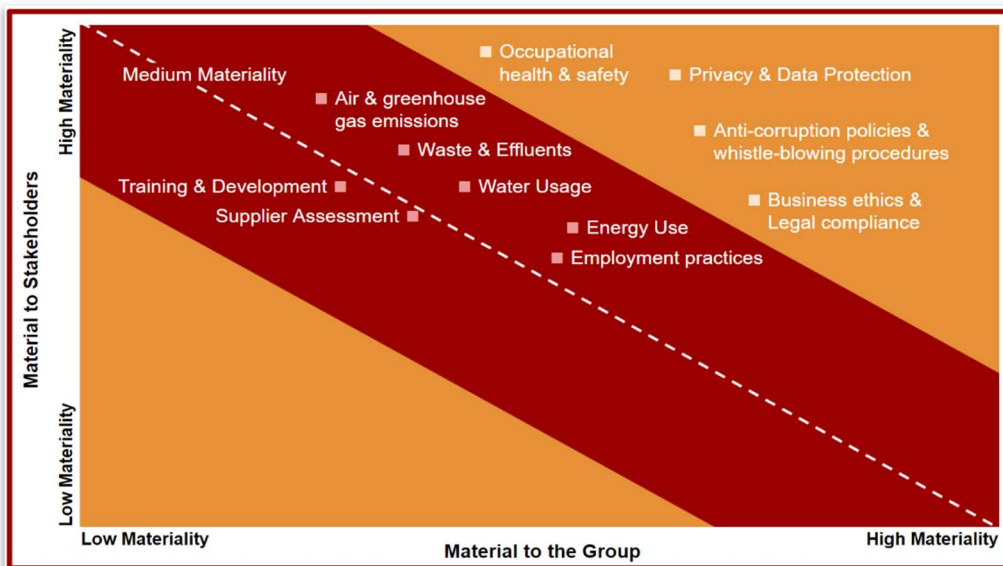 High Materiality
Material to Stakeholders
Low Materiality
Medium Materiality
Occupational
health & safety
Privacy & Data Protection
Air & greenhouse
gas emissions
Anti-corruption policies &
whistle-blowing procedures
Waste & Effluents
Training & Development
Water Usage
Business ethics &
Legal compliance
Supplier Assessment
Energy Use
Employment practices
Low Materiality
Material to the Group
High Materiality